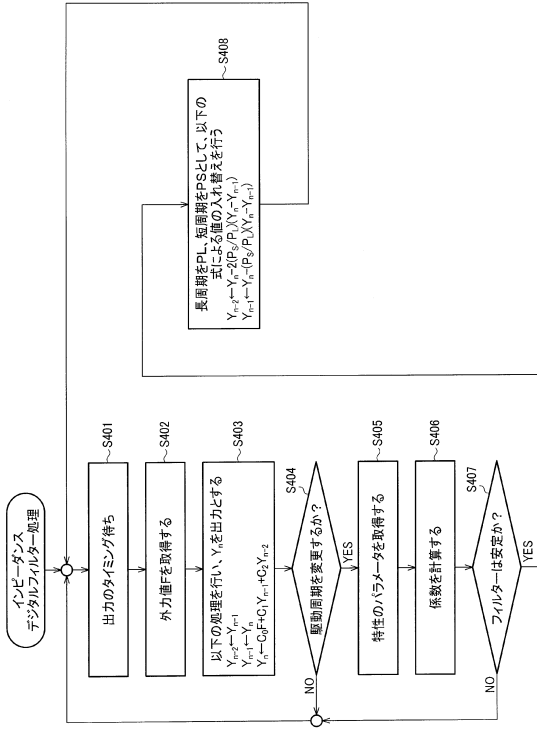 インピーダンス
デジタルフィルター処理
出力のタイミング待ち
S401
外力値Fを取得する
S402
以下の処理を行い、Ynを出力とする
Yn-2←Yn-1
Yn-1←Yn
Yn←C0F+C1Yn-1+C2Yn-2
S403
駆動周期を変更するか?
S404
NO
YES
特性のパラメータを取得する
S405
係数を計算する
S406
フィルターは安定か?
S407
NO
YES
長周期をPL、短周期をPSとして、以下の
式による値の入れ替えを行う
Yn-2←Yn-2(PS/PL)(Yn-Yn-1)
Yn-1←Yn-(PS/PL)(Yn-Yn-1)
S408